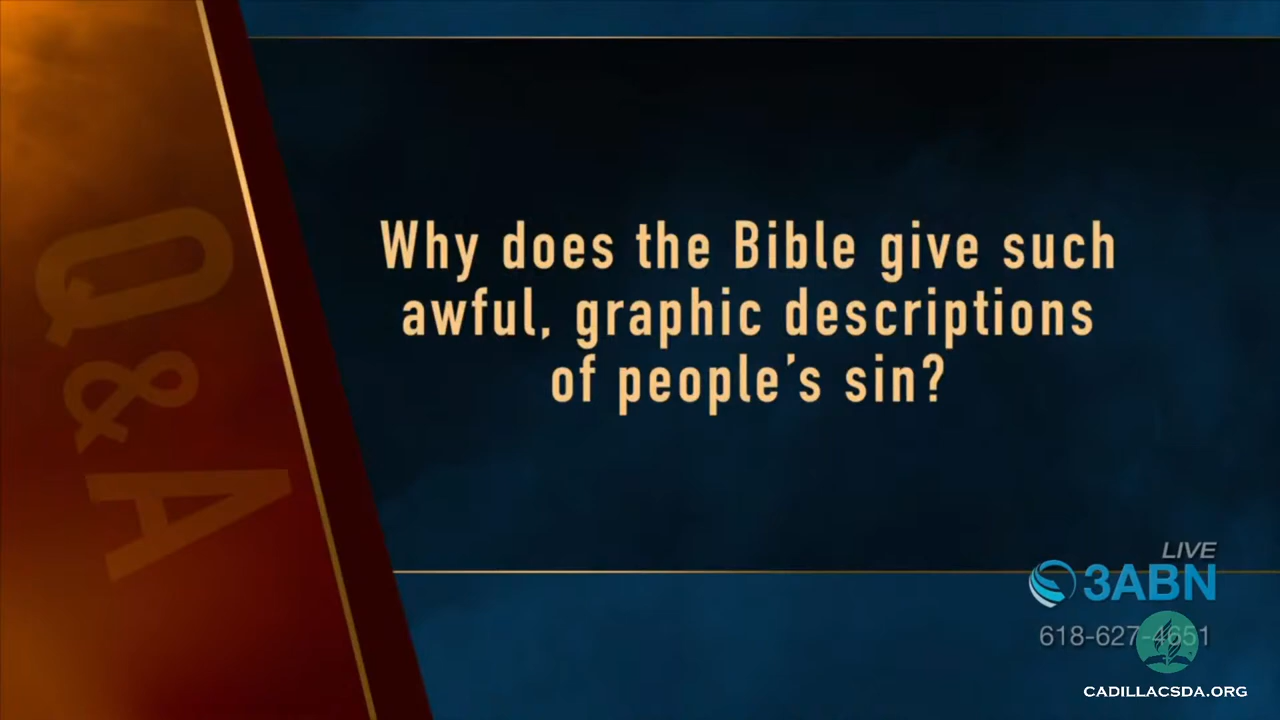 Q&A
Why does the Bible give such
awful, graphic descriptions
of people's sin?
LIVE
3ABN
618-627-4651
CADILLACSDA.ORG